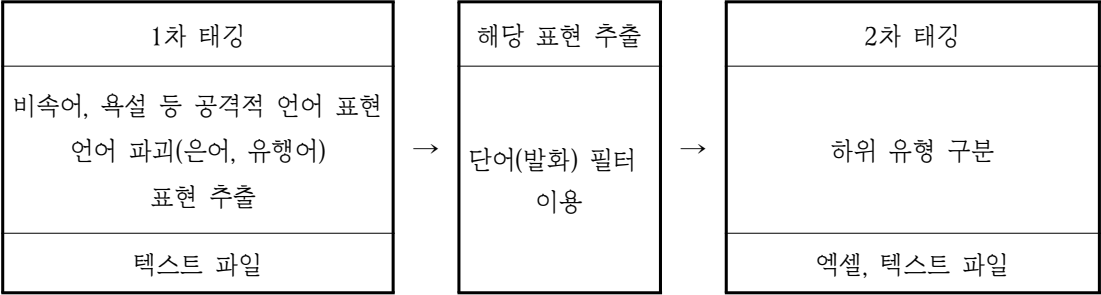 1차 태깅
비속어, 욕설 등 공격적 언어 표현
언어 파괴(은어, 유행어)
표현 추출
텍스트 파일
→
해당 표현 추출
단어(발화) 필터
이용
→
2차 태깅
하위 유형 구분
엑셀, 텍스트 파일